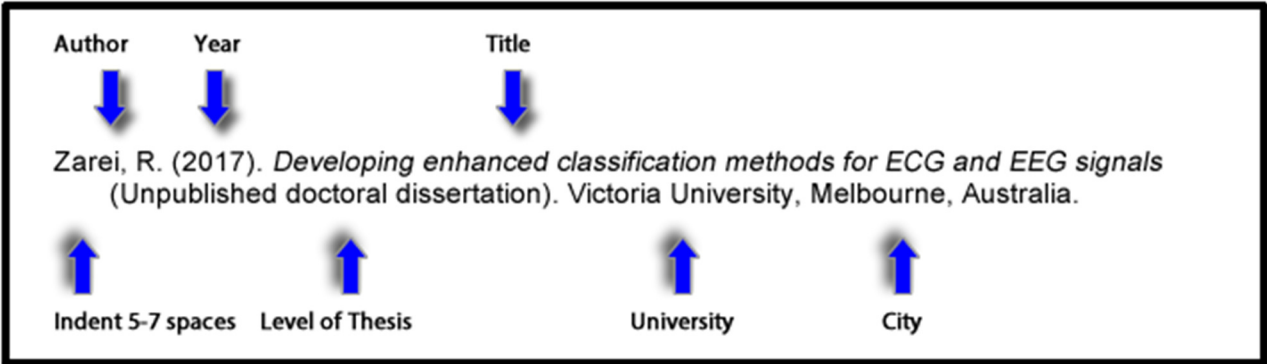 Author Year Title
Zarei, R. (2017). Developing enhanced classification methods for ECG and EEG signals
(Unpublished doctoral dissertation). Victoria University, Melbourne, Australia.
Indent 5-7 spaces Level of Thesis University City